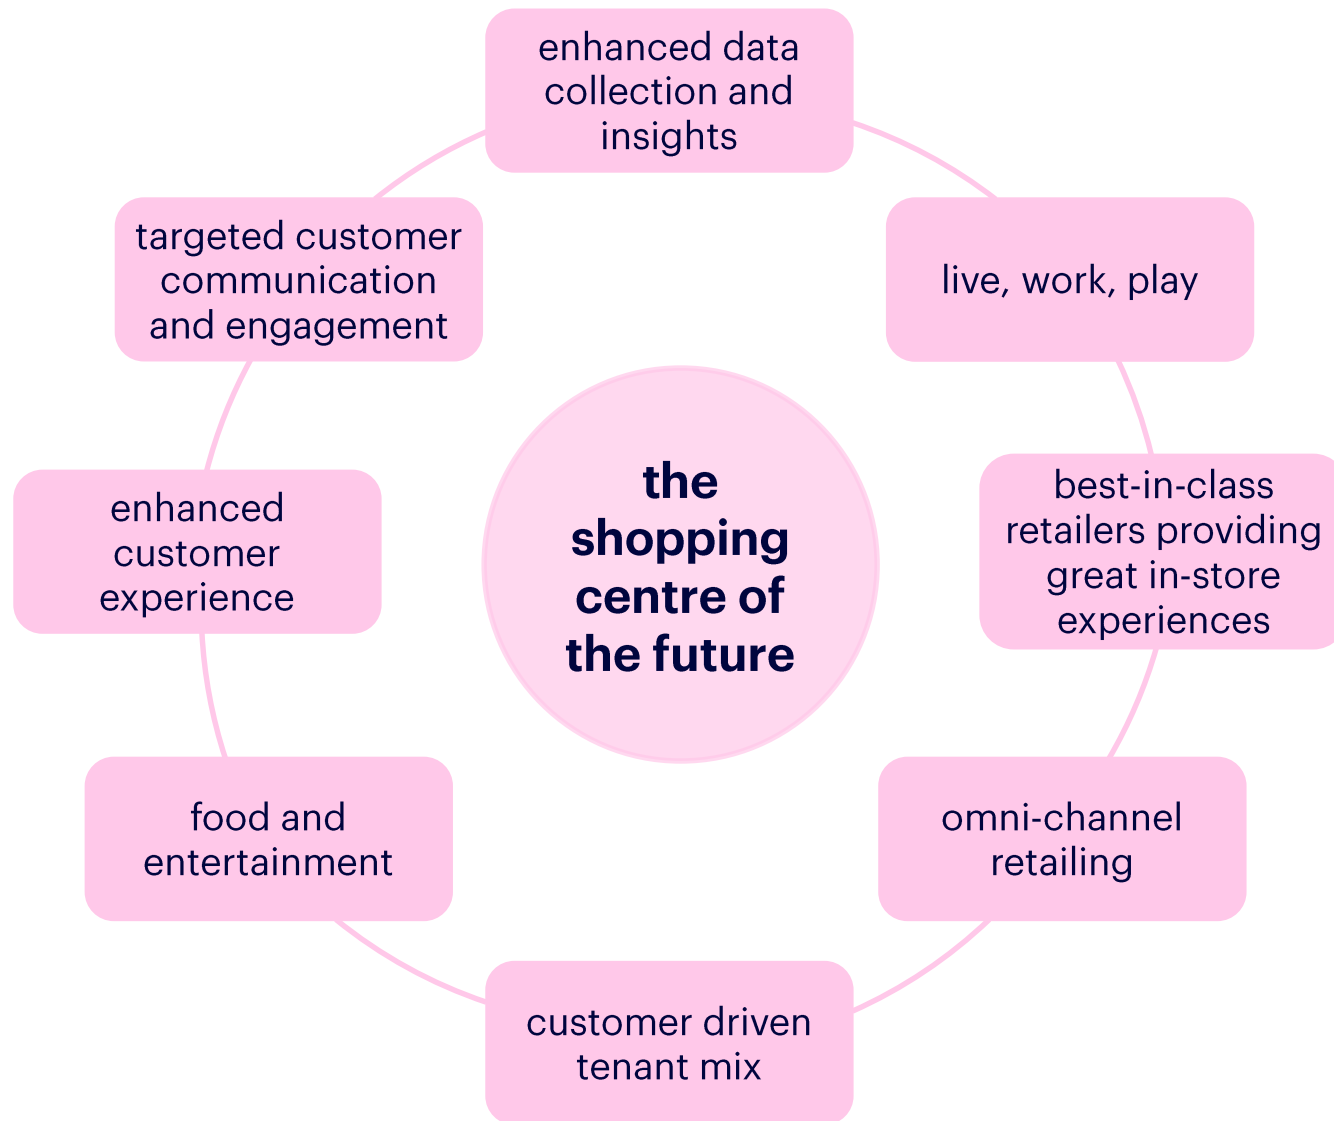 enhanced data
collection and
insights
targeted customer
communication
and engagement
live, work, play
the
shopping
centre of
the future
best-in-class
retailers providing
great in-store
experiences
enhanced
customer
experience
food and
entertainment
omni-channel
retailing
customer driven
tenant mix